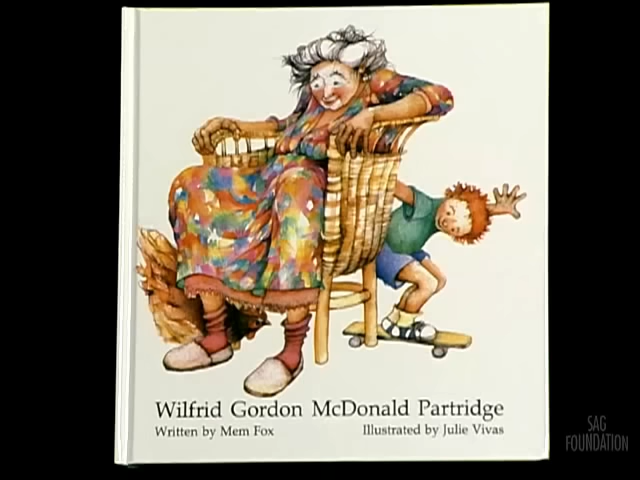 Wilfrid Gordon McDonald Partridge
Written by Mem Fox
Illustrated by Julie Vivas
SAG
FOUNDATION